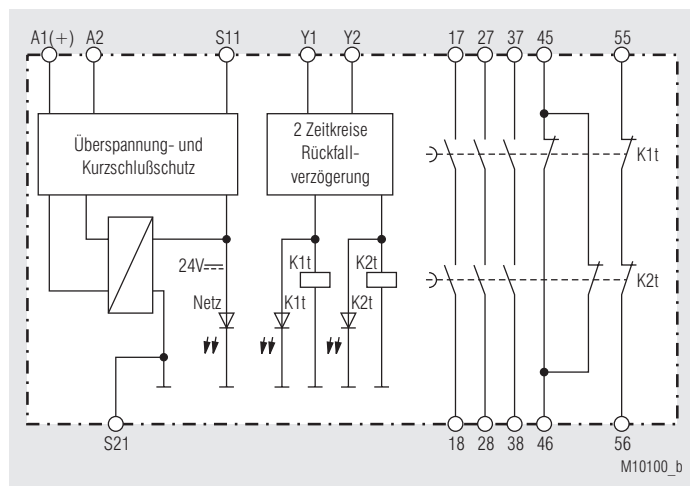 A1(+) A2 S11 Y1 Y2 17 27 37 45 55
Überspannung- und
Kurzschlußschutz
2 Zeitkreise
Rückfall-
verzögerung
K1t
24V
K1t K2t
K2t
Netz K1t K2t
S21 18 28 38 46 56
M10100_b